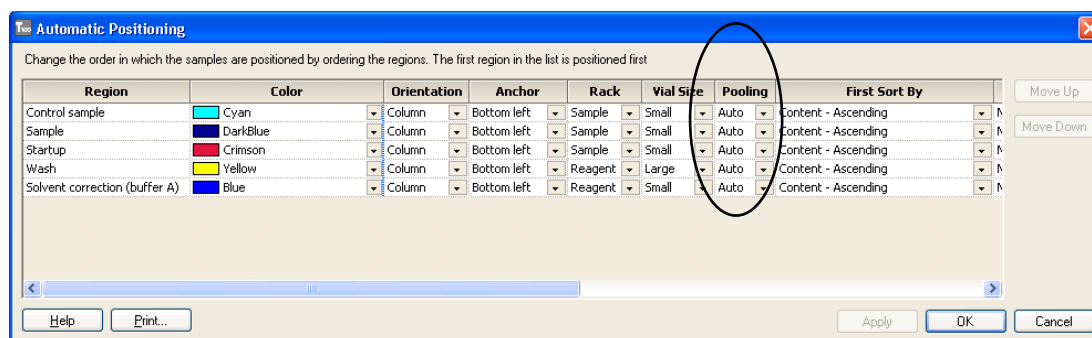 T100 Automatic Positioning
Change the order in which the samples are positioned by ordering the regions. The first region in the list is positioned first
Region Color Orientation Anchor Rack Vial Size Pooling First Sort By
Control sample Cyan Column Bottom left Sample Small Auto Content - Ascending
Sample DarkBlue Column Bottom left Sample Small Auto Content - Ascending
Startup Crimson Column Bottom left Sample Small Auto Content - Ascending
Wash Yellow Column Bottom left Reagent Large Auto Content - Ascending
Solvent correction (buffer A) Blue Column Bottom left Reagent Small Auto Content - Ascending
Move Up
Move Down
Help Print... Apply OK Cancel